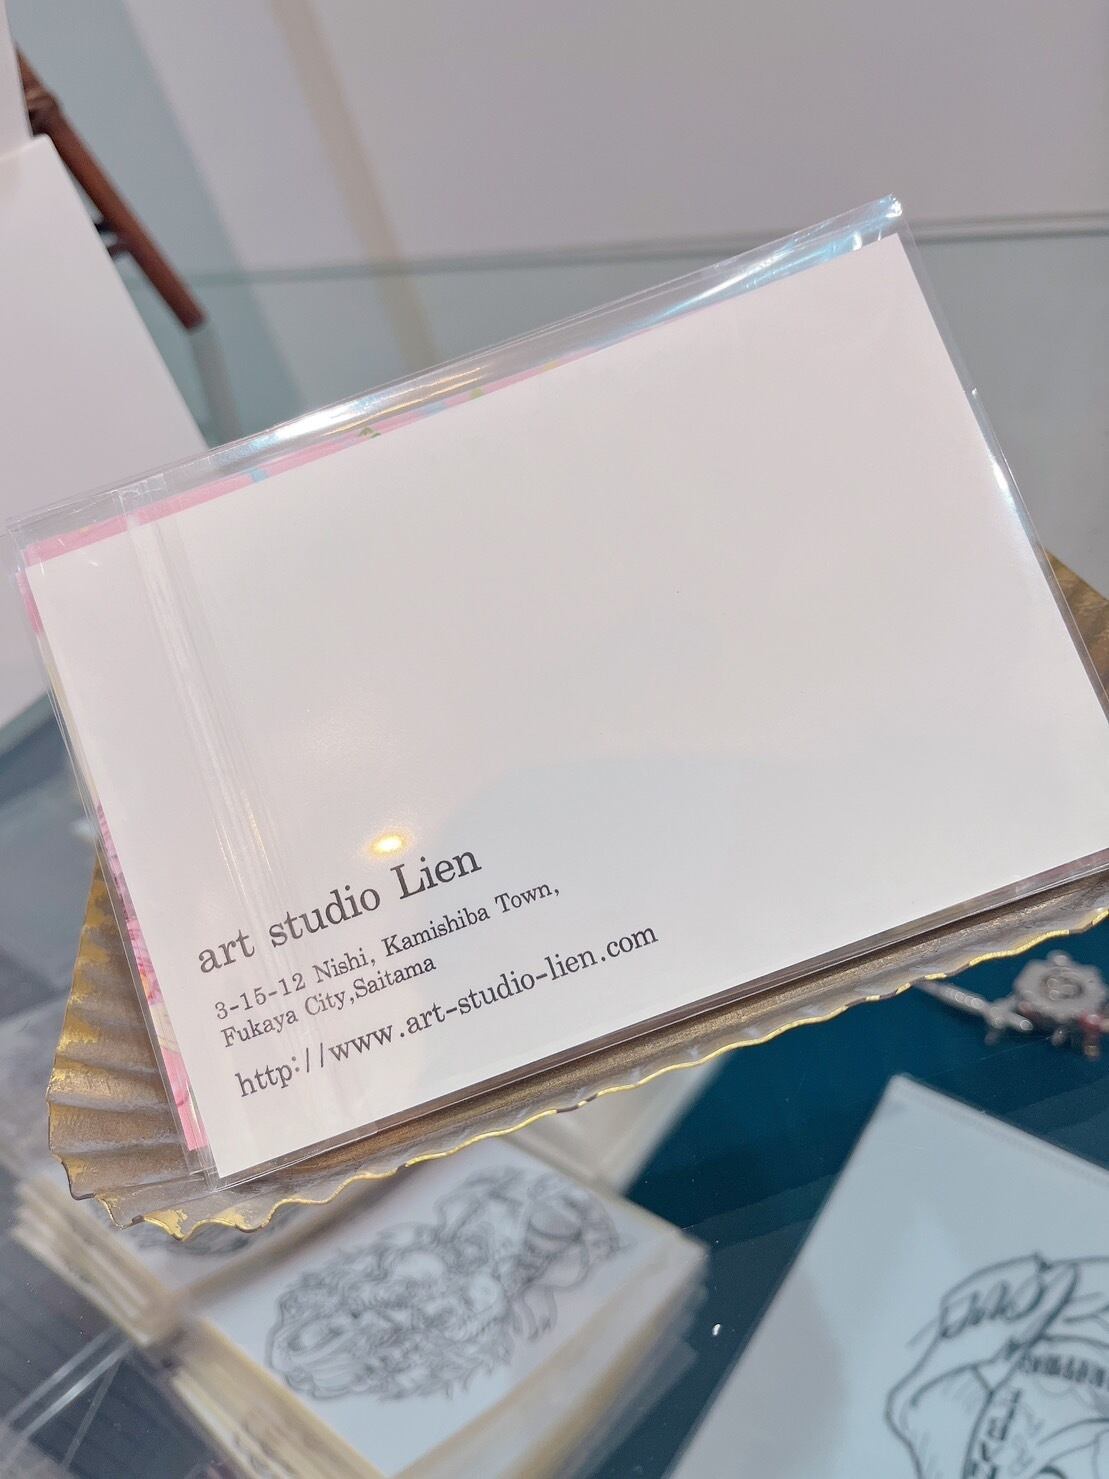 art studio Lien
3-15-12 Nishi, Kamishiba Town,
Fukaya City,Saitama
http://www.art-studio-lien.com